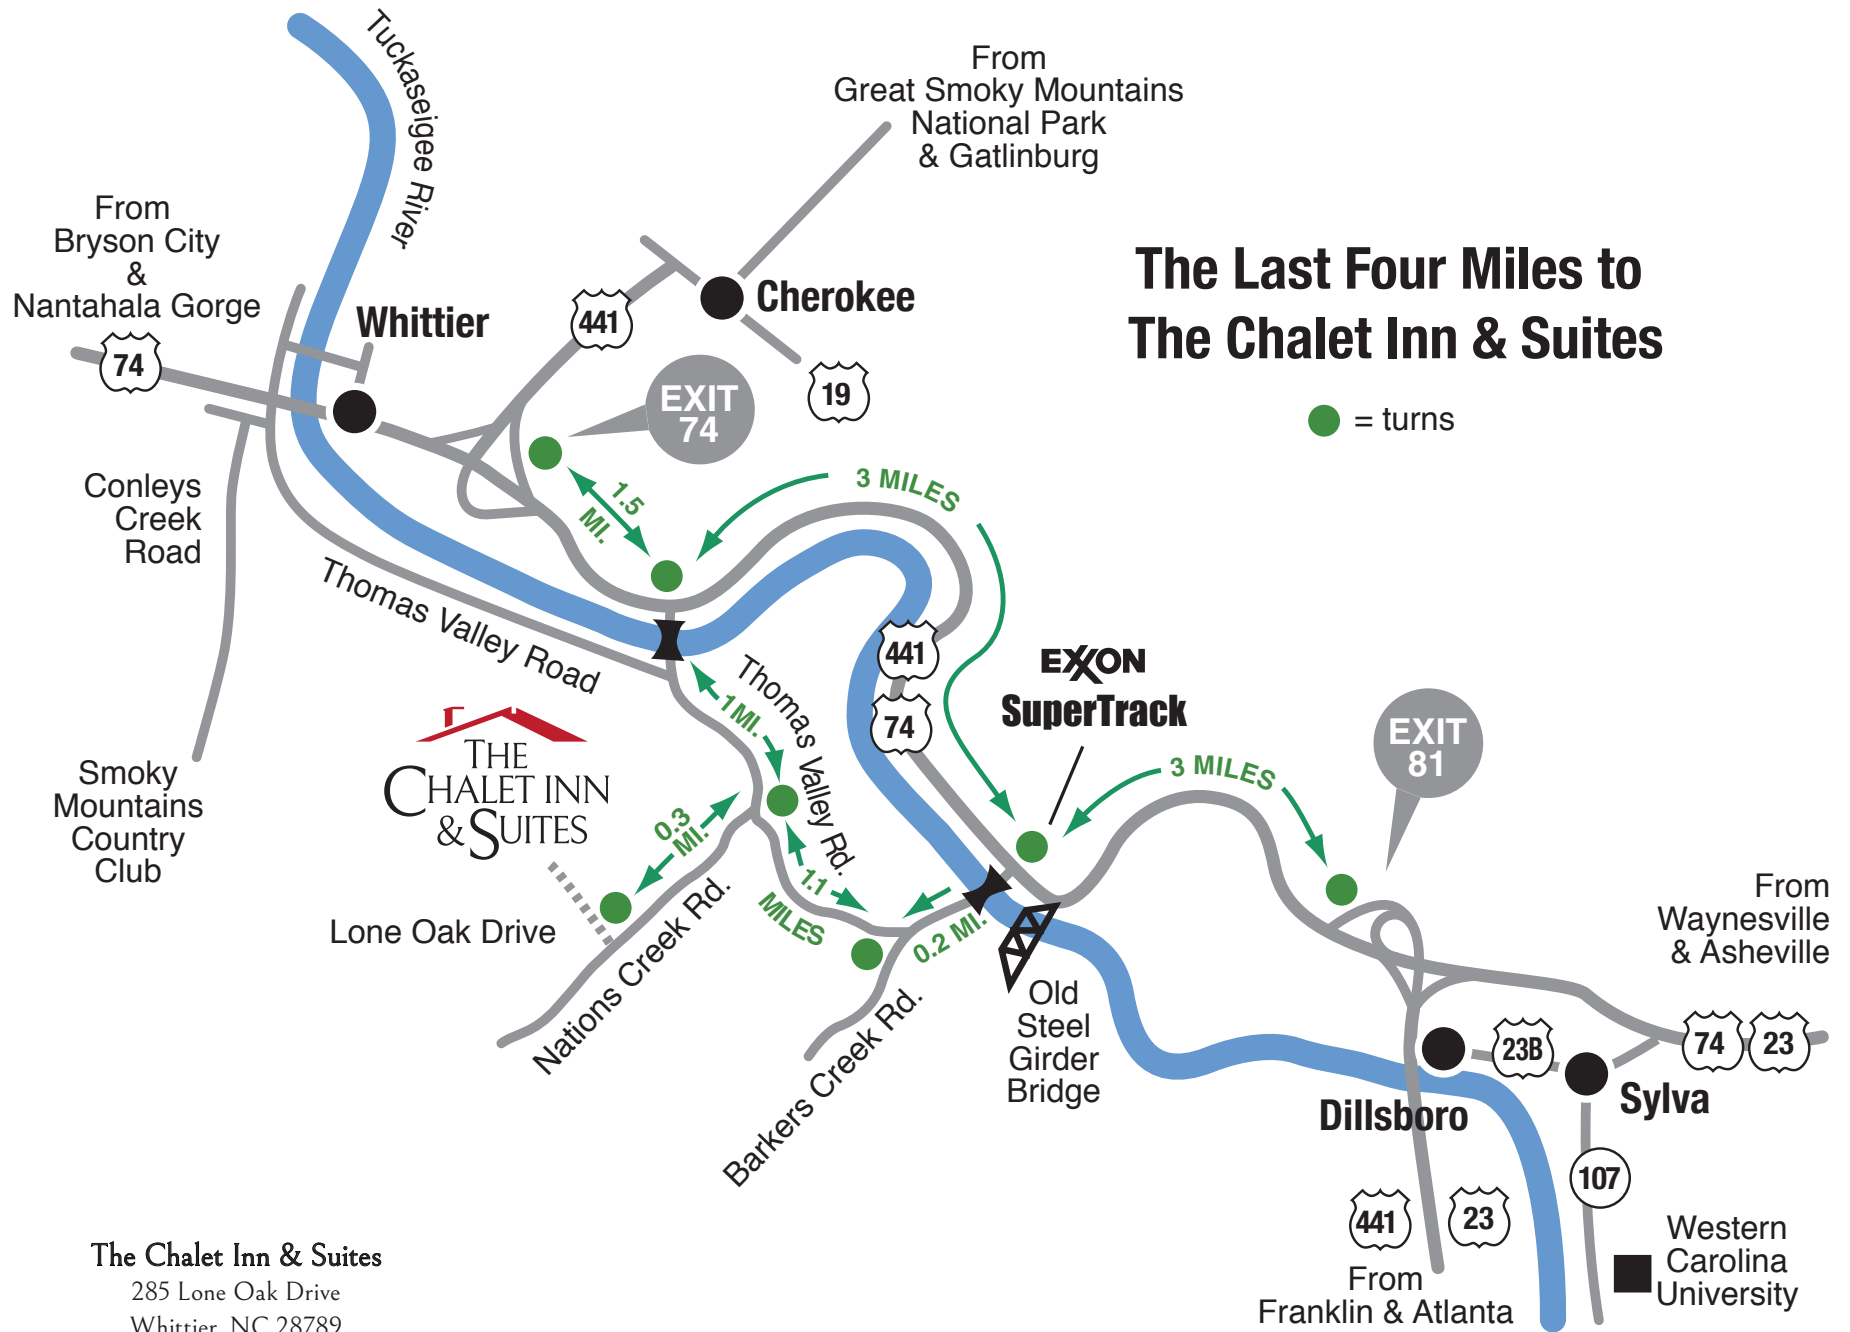 Tuckaseigee River
From
Great Smoky Mountains
National Park
& Gatlinburg
From
Bryson City
&
Nantahala Gorge
74
Whittier
441
Cherokee
19
EXIT
74
The Last Four Miles to
The Chalet Inn & Suites
= turns
Conleys
Creek
Road
1.5
MI.
3 MILES
Thomas Valley Road
441
74
EXXON
SuperTrack
EXIT
81
3 MILES
1 MI.
Thomas Valley Rd.
THE
CHALET INN
& SUITES
0.3
MI.
1.1
MILES
0.2 MI.
Smoky
Mountains
Country
Club
Lone Oak Drive
Nations Creek Rd.
Barkers Creek Rd.
Old
Steel
Girder
Bridge
From
Waynesville
& Asheville
74
23
23B
Dillsboro
Sylva
107
441
23
From
Franklin & Atlanta
Western
Carolina
University
The Chalet Inn & Suites
285 Lone Oak Drive
Whittier, NC 28789